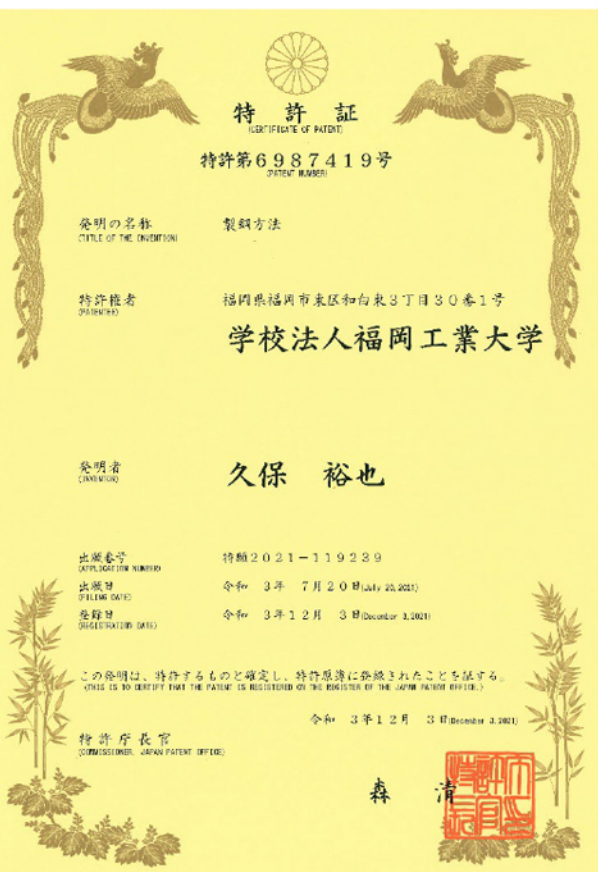 特許証
(CERTIFICATE OF PATENT)
特許第6987419号
(PATENT NUMBER)
発明の名称 製鋼方法
(TITLE OF THE INVENTION)
特許権者 福岡県福岡市東区和白東3丁目30番1号
(PATENTEE)
学校法人福岡工業大学
発明者 久保 裕也
(INVENTOR)
出願番号 特願2021-119239
(APPLICATION NUMBER)
出願日 令和 3年 7月20日(July 20,2021)
(FILING DATE)
登録日 令和 3年12月 3日(December 3,2021)
(REGISTRATION DATE)
この発明は、特許するものと確定し、特許原簿に登録されたことを証する。
(THIS IS TO CERTIFY THAT THE PATENT IS REGISTERED ON THE REGISTER OF THE JAPAN PATENT OFFICE.)
令和 3年12月 3日(December 3,2021)
特許庁長官
(COMMISSIONER, JAPAN PATENT OFFICE)
森 清